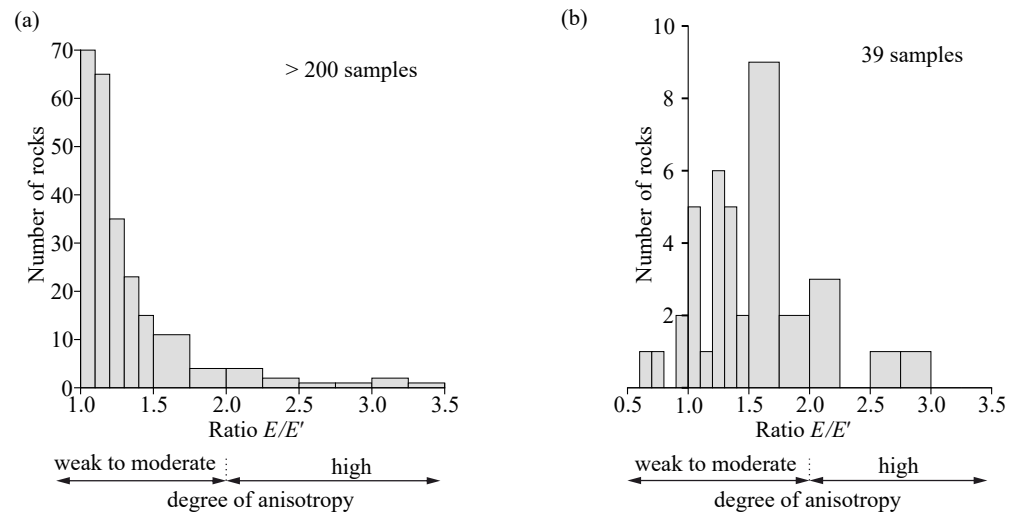 (a)
> 200 samples
Number of rocks
70
60
50
40
30
20
10
0
1.0 1.5 2.0 2.5 3.0 3.5
Ratio E/E′
weak to moderate high
degree of anisotropy
(b)
39 samples
Number of rocks
10
8
6
4
2
0.5 1.0 1.5 2.0 2.5 3.0 3.5
Ratio E/E′
weak to moderate high
degree of anisotropy